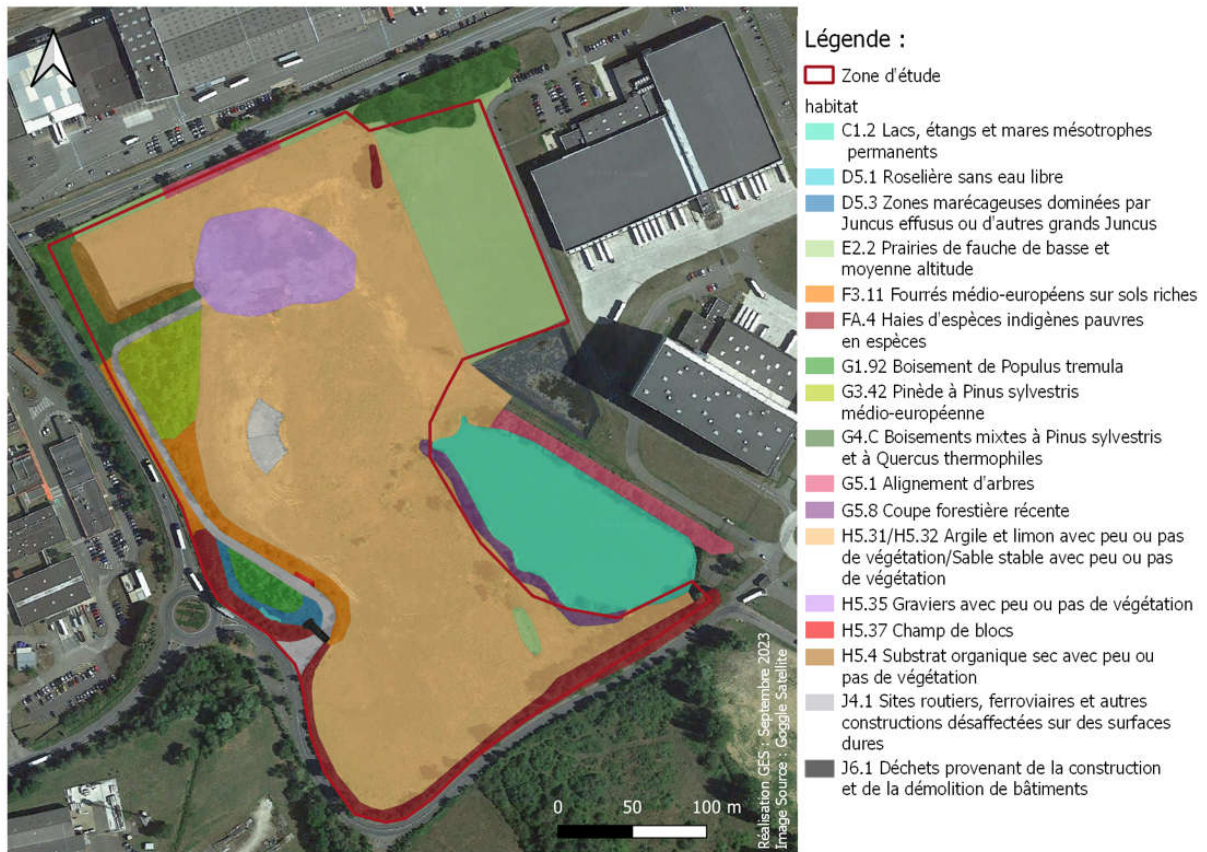 Légende :
Zone d'étude
habitat
C1.2 Lacs, étangs et mares mésotrophes
permanents
D5.1 Roselière sans eau libre
D5.3 Zones marécageuses dominées par
Juncus effusus ou d'autres grands Juncus
E2.2 Prairies de fauche de basse et
moyenne altitude
F3.11 Fourrés médio-européens sur sols riches
FA.4 Haies d'espèces indigènes pauvres
en espèces
G1.92 Boisement de Populus tremula
G3.42 Pinède à Pinus sylvestris
médio-européenne
G4.C Boisements mixtes à Pinus sylvestris
et à Quercus thermophiles
G5.1 Alignement d'arbres
G5.8 Coupe forestière récente
H5.31/H5.32 Argile et limon avec peu ou pas
de végétation/Sable stable avec peu ou pas
de végétation
H5.35 Graviers avec peu ou pas de végétation
H5.37 Champ de blocs
H5.4 Substrat organique sec avec peu ou
pas de végétation
J4.1 Sites routiers, ferroviaires et autres
constructions désaffectées sur des surfaces
dures
J6.1 Déchets provenant de la construction
et de la démolition de bâtiments
0 50 100 m
Réalisation GES : Septembre 2023
Image Source : Goggle Satellite